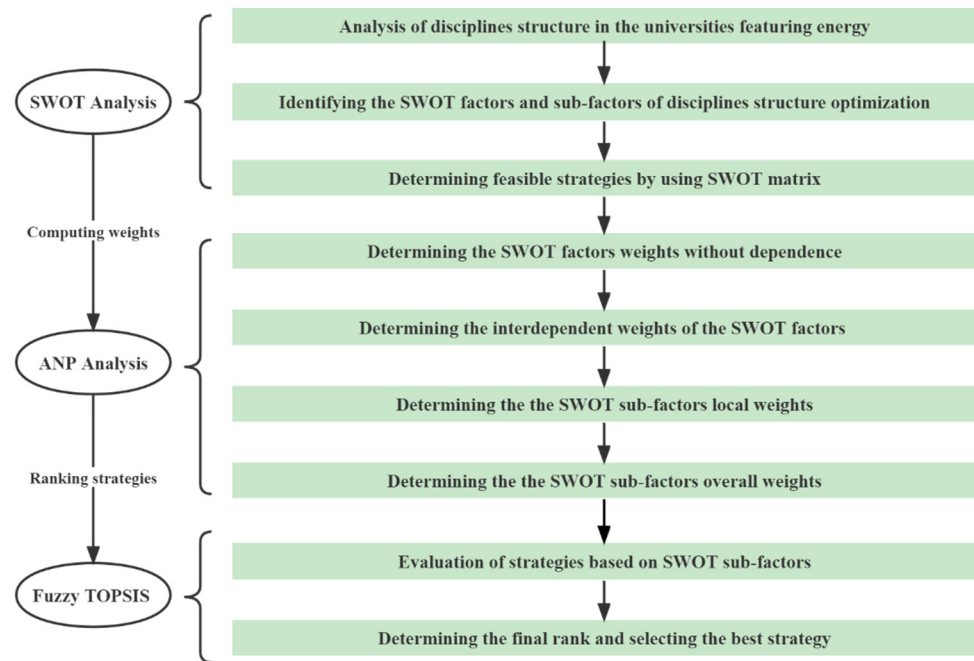 Analysis of disciplines structure in the universities featuring energy
SWOT Analysis
Identifying the SWOT factors and sub-factors of disciplines structure optimization
Determining feasible strategies by using SWOT matrix
Computing weights
Determining the SWOT factors weights without dependence
Determining the interdependent weights of the SWOT factors
ANP Analysis
Determining the the SWOT sub-factors local weights
Ranking strategies
Determining the the SWOT sub-factors overall weights
Evaluation of strategies based on SWOT sub-factors
Fuzzy TOPSIS
Determining the final rank and selecting the best strategy